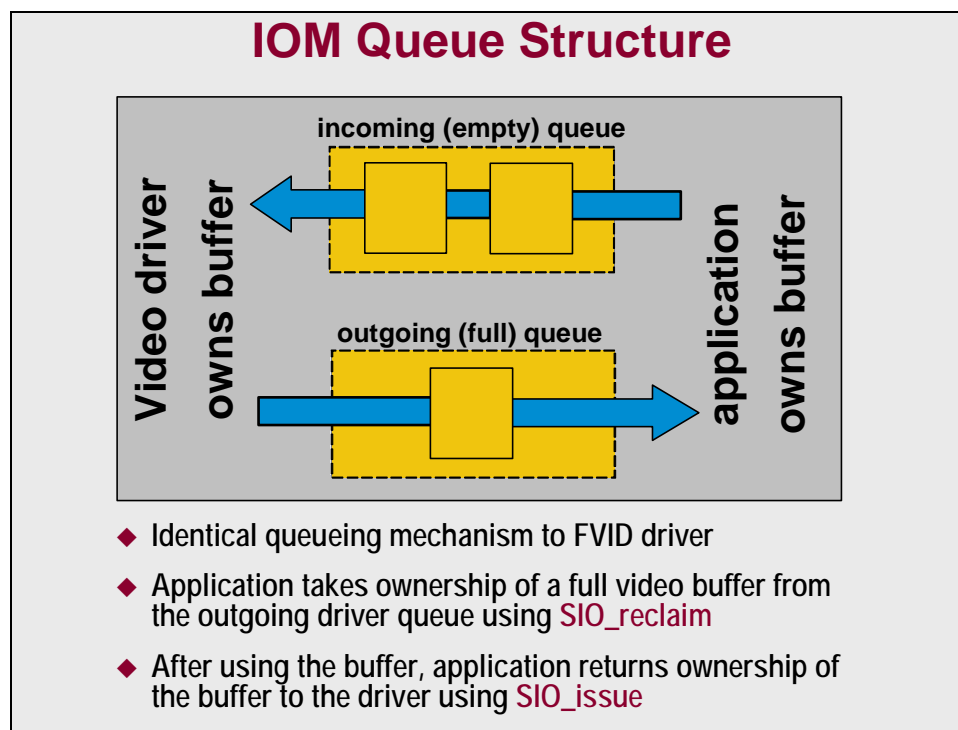 IOM Queue Structure
incoming (empty) queue
Video driver
owns buffer
application
owns buffer
outgoing (full) queue
◆ Identical queueing mechanism to FVID driver
◆ Application takes ownership of a full video buffer from
the outgoing driver queue using SIO_reclaim
◆ After using the buffer, application returns ownership of
the buffer to the driver using SIO_issue